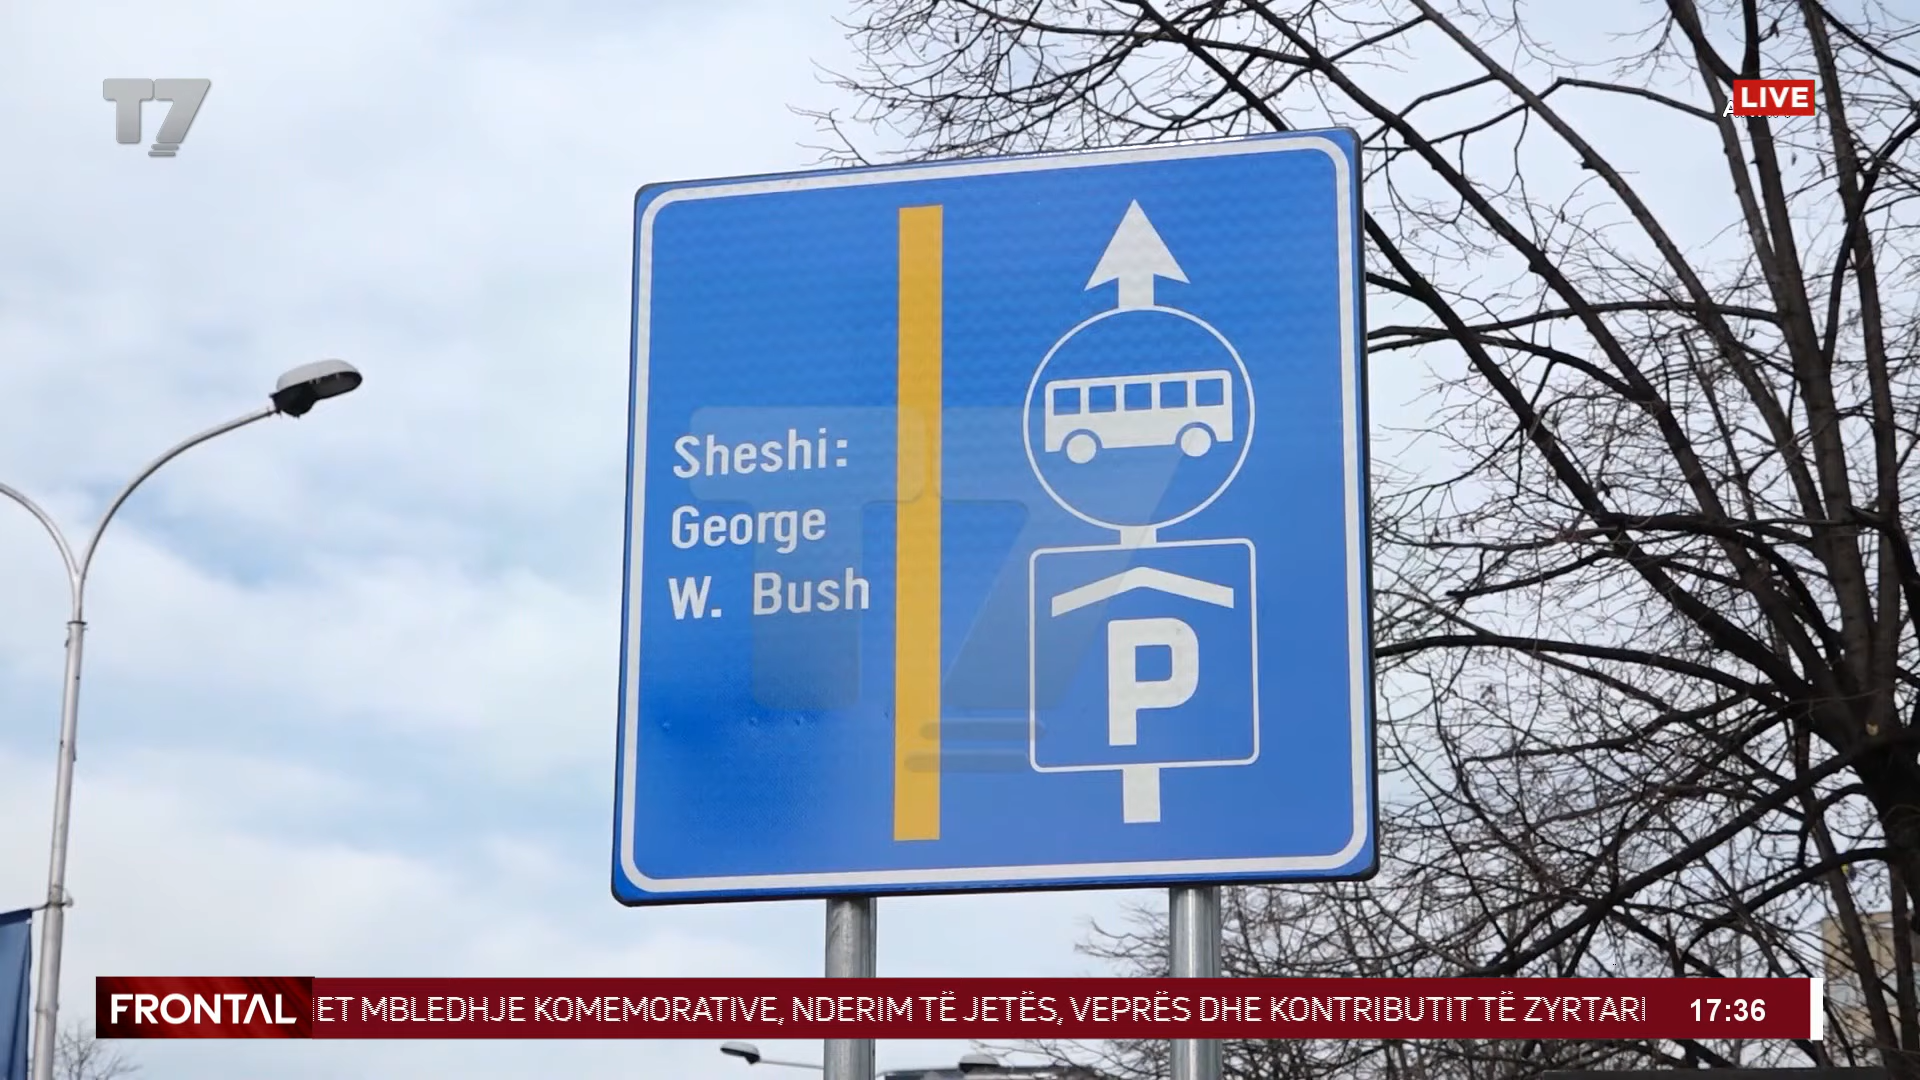 T7
LIVE
Sheshi:
George
W. Bush
P
FRONTAL
ET MBLEDHJE KOMEMORATIVE, NDERIM TË JETËS, VEPRËS DHE KONTRIBUTIT TË ZYRTARI
17:36